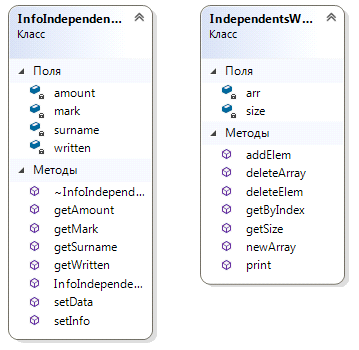 InfoIndependen...
Класс
Поля
amount
mark
surname
written
Методы
~InfoIndepend...
getAmount
getMark
getSurname
getWritten
InfoIndepende...
setData
setInfo
IndependentsW...
Класс
Поля
arr
size
Методы
addElem
deleteArray
deleteElem
getByIndex
getSize
newArray
print